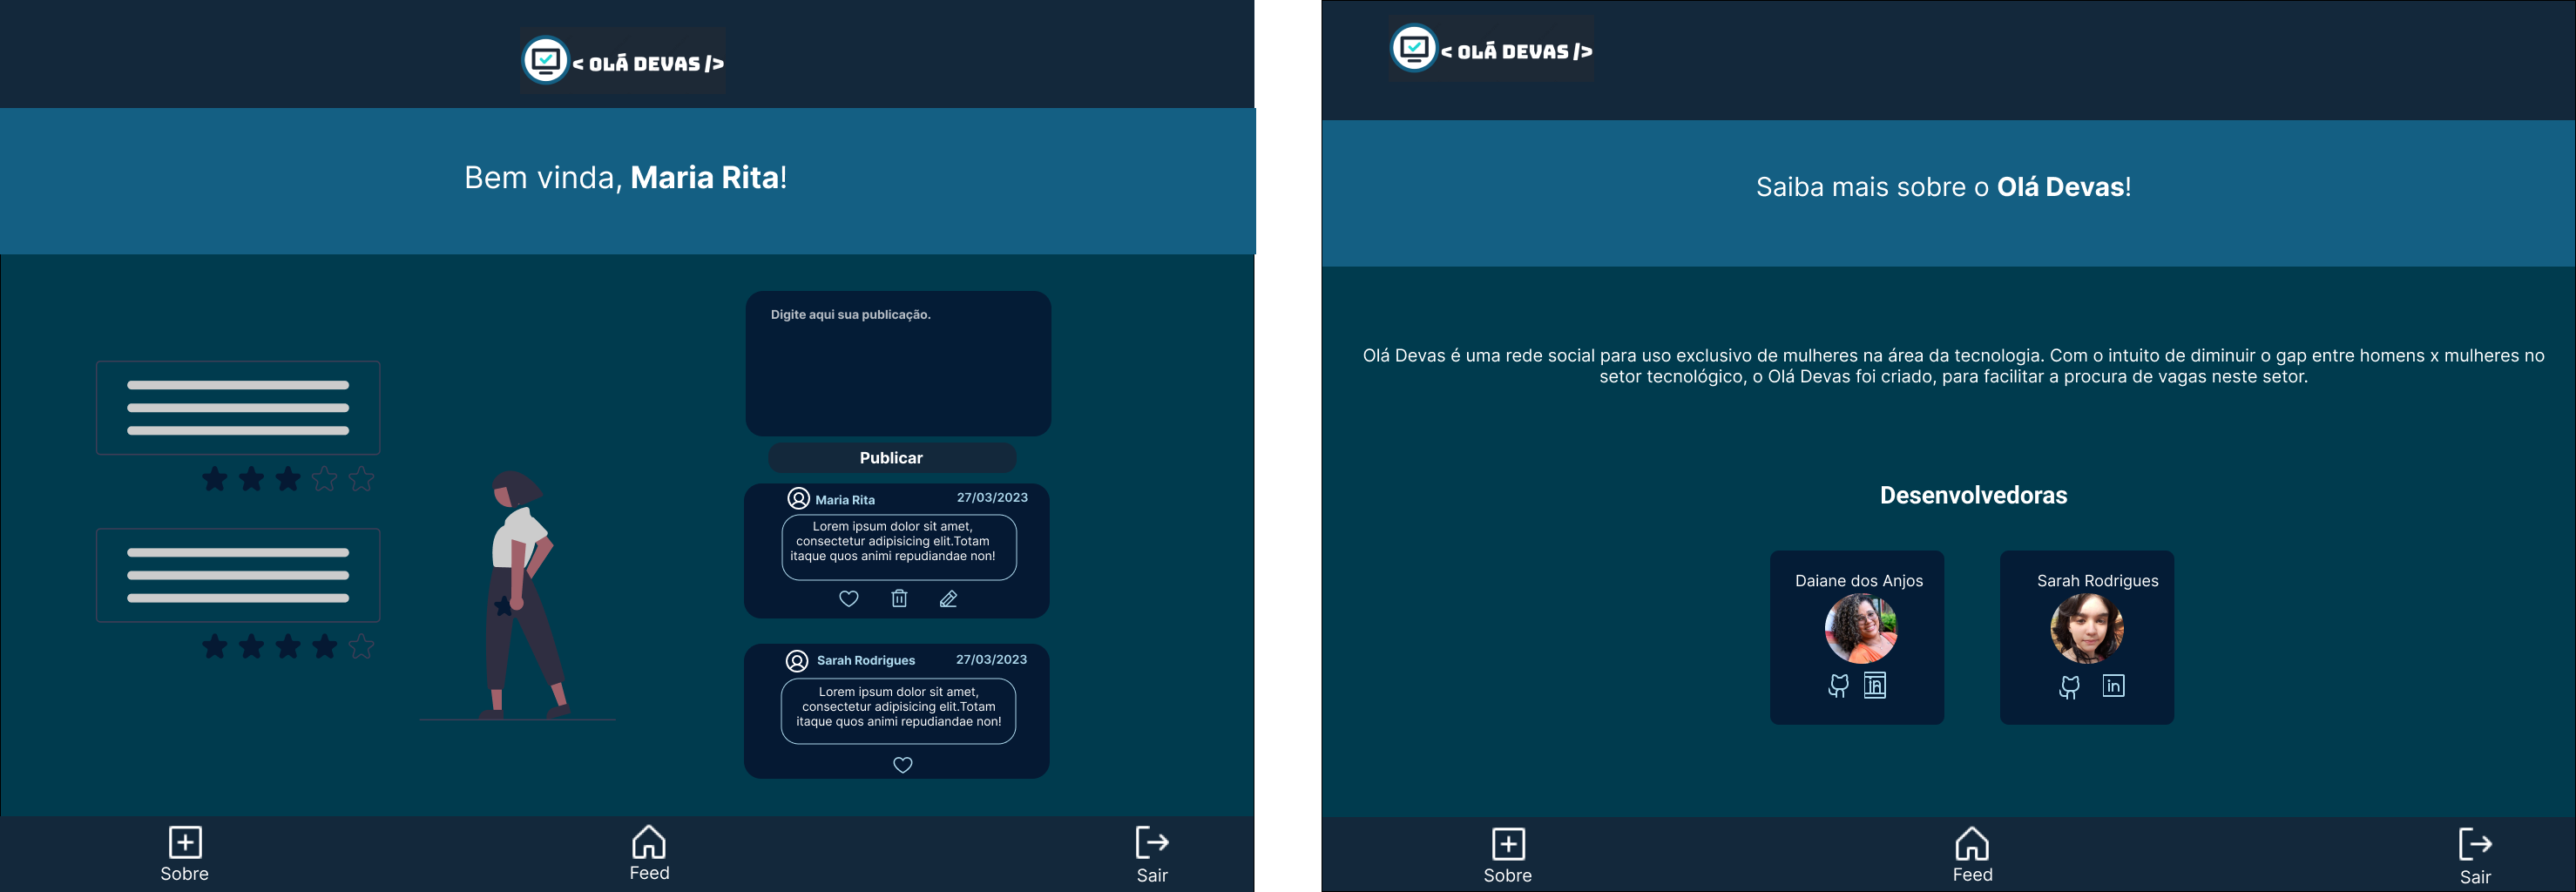 < OLÁ DEVAS />
Bem vinda, Maria Rita!
Digite aqui sua publicação.
Publicar
Maria Rita
27/03/2023
Lorem ipsum dolor sit amet,
consectetur adipisicing elit.Totam
itaque quos animi repudiandae non!
Sarah Rodrigues
27/03/2023
Lorem ipsum dolor sit amet,
consectetur adipisicing elit.Totam
itaque quos animi repudiandae non!
Sobre
Feed
Sair
< OLÁ DEVAS />
Saiba mais sobre o Olá Devas!
Olá Devas é uma rede social para uso exclusivo de mulheres na área da tecnologia. Com o intuito de diminuir o gap entre homens x mulheres no
setor tecnológico, o Olá Devas foi criado, para facilitar a procura de vagas neste setor.
Desenvolvedoras
Daiane dos Anjos
in
Sarah Rodrigues
in
Sobre
Feed
Sair